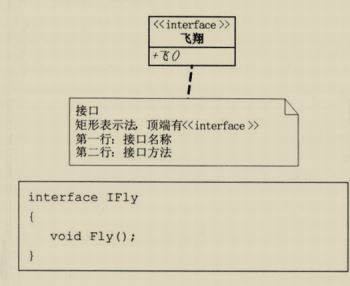 <<interface>>
飞翔
+飞()
接口
矩形表示法,顶端有<<interface>>
第一行:接口名称
第二行:接口方法
interface IFly
{
void Fly();
}